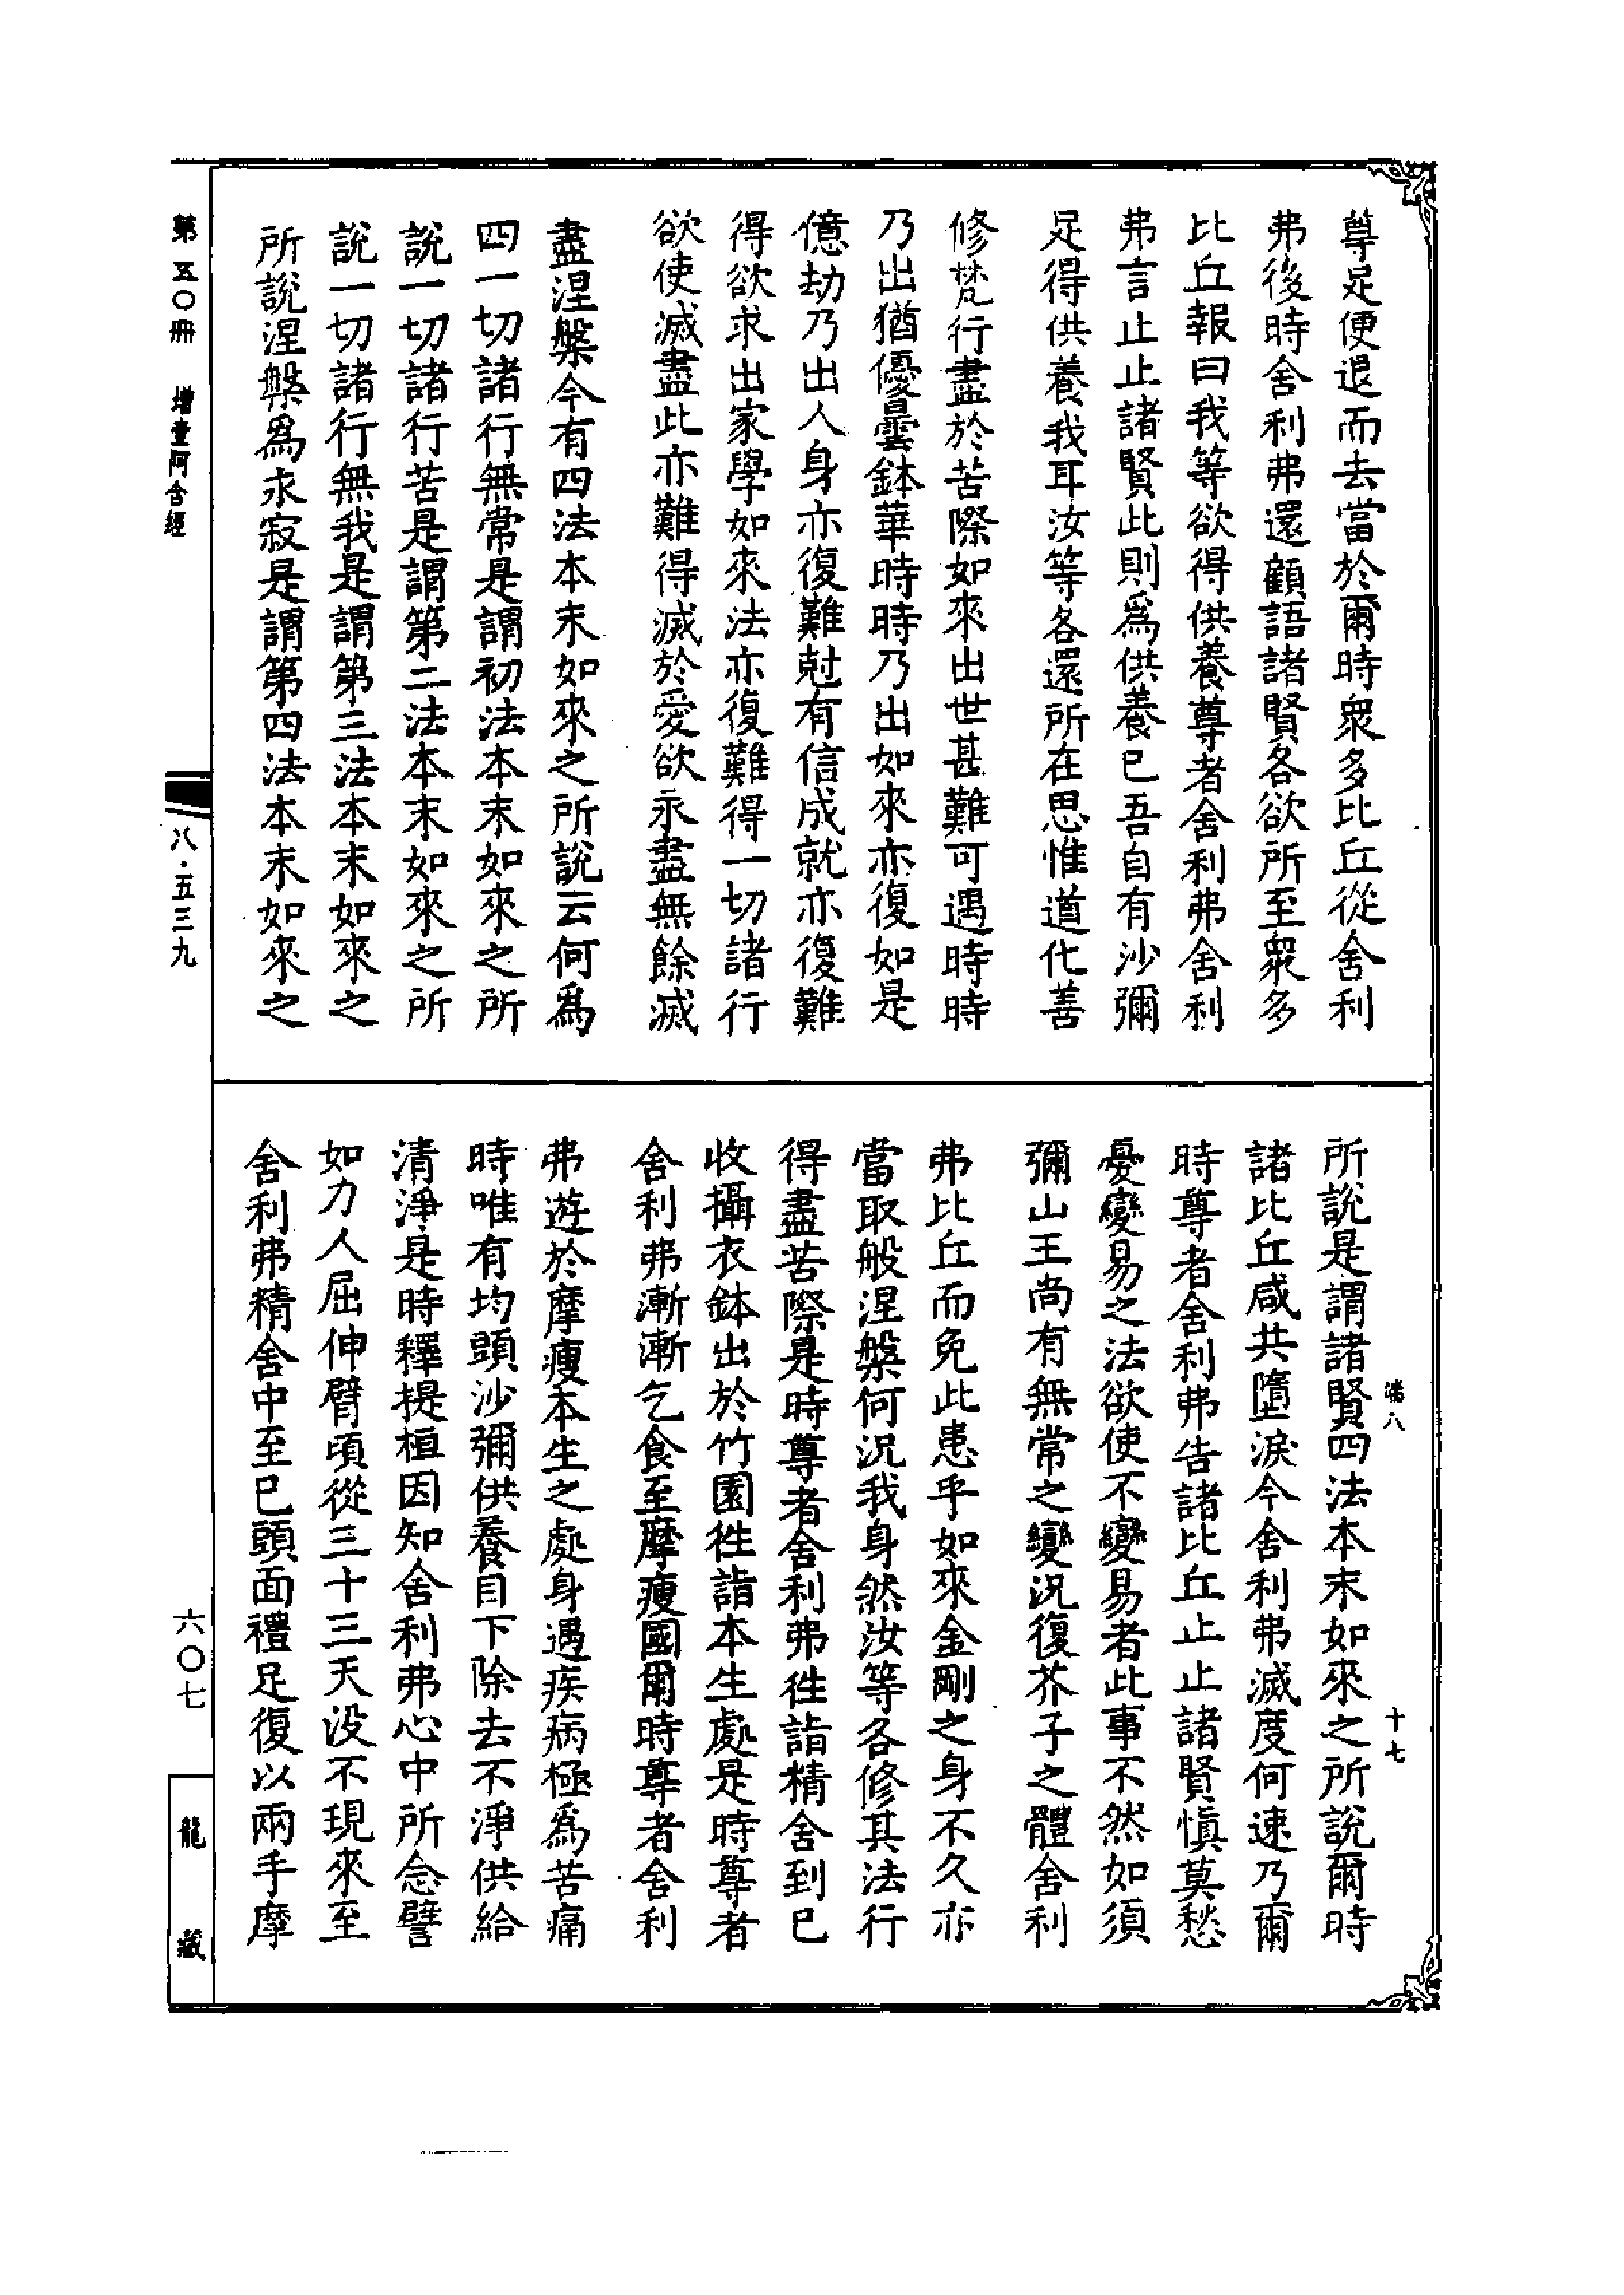 尊足便退而去當於爾時衆多比丘從舍利
弗後時舍利弗還顧語諸賢各欲所至衆多
比丘報曰我等欲得供養尊者舍利弗舍利
弗言止止諸賢此則爲供養已吾自有沙彌
足得供養我耳汝等各還所在思惟道化善
修梵行盡於苦際如來出世甚難可遇時時
乃出猶優曇鉢華時時乃出如來亦復如是
億劫乃出人身亦復難尅有信成就亦復難
得欲求出家學如來法亦復難得一切諸行
欲使滅盡此亦難得滅於愛欲永盡無餘滅
盡涅槃今有四法本末如來之所說云何爲
四一切諸行無常是謂初法本末如來之所
說一切諸行苦是謂第二法本末如來之所
說一切諸行無我是謂第三法本末如來之
所說涅槃爲永寂是謂第四法本末如來之
端八
十七
所說是謂諸賢四法本末如來之所說爾時
諸比丘咸共墮淚今舍利弗滅度何速乃爾
時尊者舍利弗告諸比丘止止諸賢慎莫愁
憂變易之法欲使不變易者此事不然如須
彌山王尚有無常之變況復芥子之體舍利
弗比丘而免此患乎如來金剛之身不久亦
當取般涅槃何況我身然汝等各修其法行
得盡苦際是時尊者舍利弗往詣精舍到已
收攝衣鉢出於竹園往詣本生處是時尊者
舍利弗漸漸乞食至摩瘦國爾時尊者舍利
弗遊於摩瘦本生之處身遇疾病極爲苦痛
時唯有均頭沙彌供養目下除去不淨供給
清淨是時釋提桓因知舍利弗心中所念譬
如力人屈伸臂頃從三十三天没不現來至
舍利弗精舍中至已頭面禮足復以兩手摩
第五〇冊 增壹阿含經
八·五三九
六〇七
龍藏